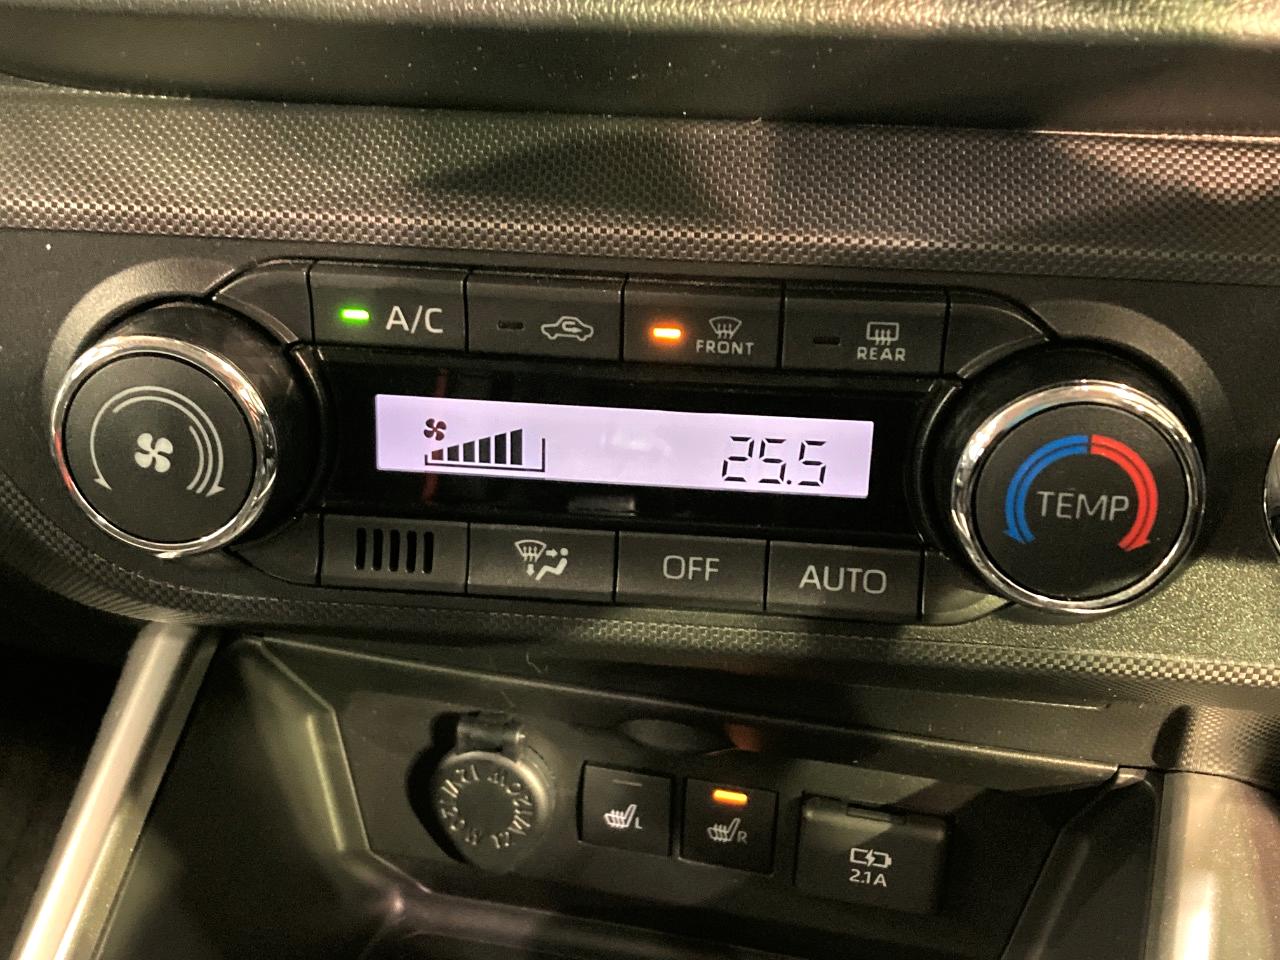 A/C
FRONT
REAR
25.5
TEMP
OFF
AUTO
L
R
2.1A